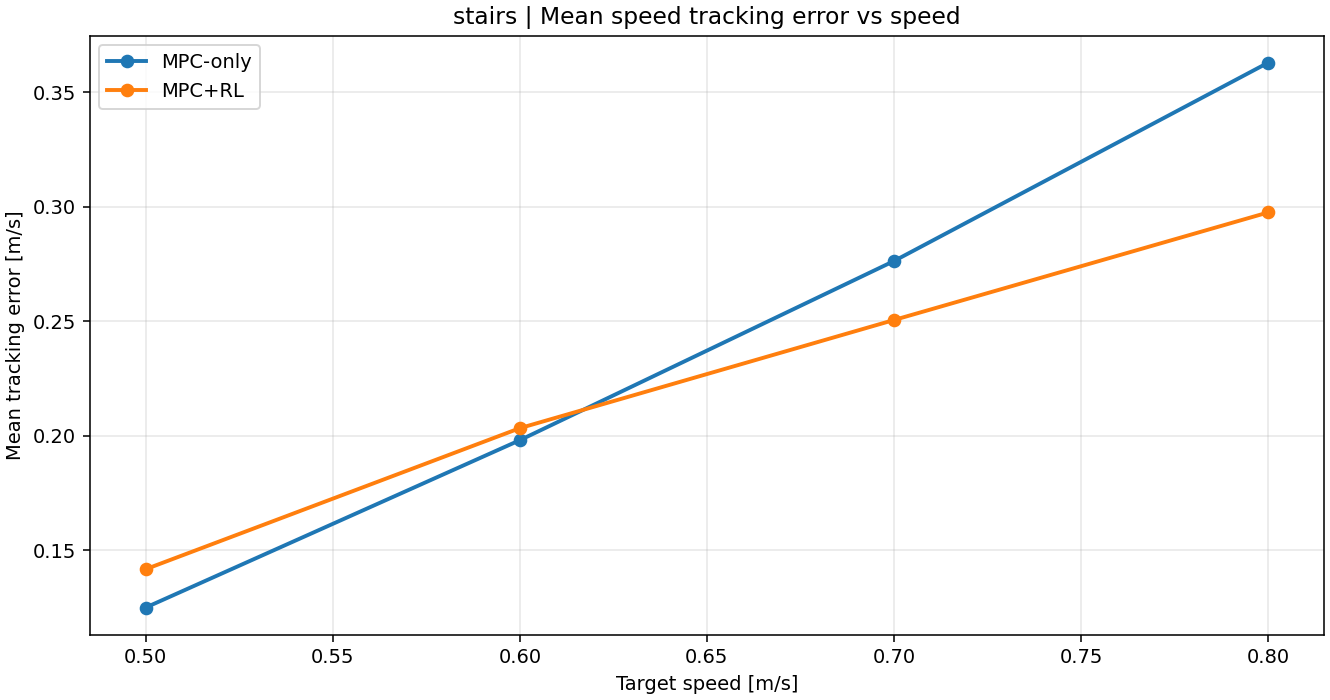 stairs | Mean speed tracking error vs speed
MPC-only
MPC+RL
Mean tracking error [m/s]
0.35
0.30
0.25
0.20
0.15
0.50 0.55 0.60 0.65 0.70 0.75 0.80
Target speed [m/s]